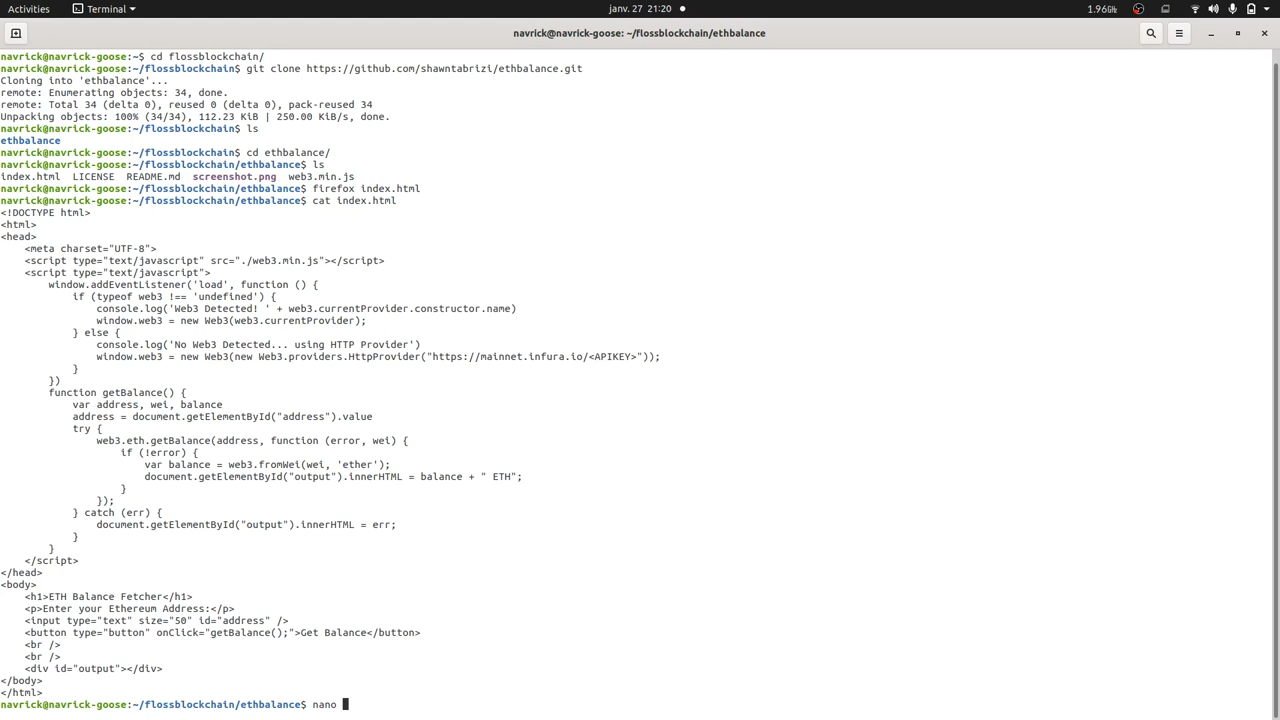 Activities Terminal janv. 27 21:20 1.96
navrick@navrick-goose: ~/flossblockchain/ethbalance
navrick@navrick-goose:~$ cd flossblockchain/
navrick@navrick-goose:~/flossblockchain$ git clone https://github.com/shawntabrizi/ethbalance.git
Cloning into 'ethbalance'...
remote: Enumerating objects: 34, done.
remote: Total 34 (delta 0), reused 0 (delta 0), pack-reused 34
Unpacking objects: 100% (34/34), 112.23 KiB | 250.00 KiB/s, done.
navrick@navrick-goose:~/flossblockchain$ ls
ethbalance
navrick@navrick-goose:~/flossblockchain$ cd ethbalance/
navrick@navrick-goose:~/flossblockchain/ethbalance$ ls
index.html  LICENSE  README.md  screenshot.png  web3.min.js
navrick@navrick-goose:~/flossblockchain/ethbalance$ firefox index.html
navrick@navrick-goose:~/flossblockchain/ethbalance$ cat index.html
<!DOCTYPE html>
<html>
<head>
    <meta charset="UTF-8">
    <script type="text/javascript" src="./web3.min.js"></script>
    <script type="text/javascript">
        window.addEventListener('load', function () {
            if (typeof web3 !== 'undefined') {
                console.log('Web3 Detected! ' + web3.currentProvider.constructor.name)
                window.web3 = new Web3(web3.currentProvider);
            } else {
                console.log('No Web3 Detected... using HTTP Provider')
                window.web3 = new Web3(new Web3.providers.HttpProvider("https://mainnet.infura.io/<APIKEY>"));
            }
        })
        function getBalance() {
            var address, wei, balance
            address = document.getElementById("address").value
            try {
                web3.eth.getBalance(address, function (error, wei) {
                    if (!error) {
                        var balance = web3.fromWei(wei, 'ether');
                        document.getElementById("output").innerHTML = balance + " ETH";
                    }
                });
            } catch (err) {
                document.getElementById("output").innerHTML = err;
            }
        }
    </script>
</head>
<body>
    <h1>ETH Balance Fetcher</h1>
    <p>Enter your Ethereum Address:</p>
    <input type="text" size="50" id="address" />
    <button type="button" onClick="getBalance();">Get Balance</button>
    <br />
    <br />
    <div id="output"></div>
</body>
</html>
navrick@navrick-goose:~/flossblockchain/ethbalance$ nano